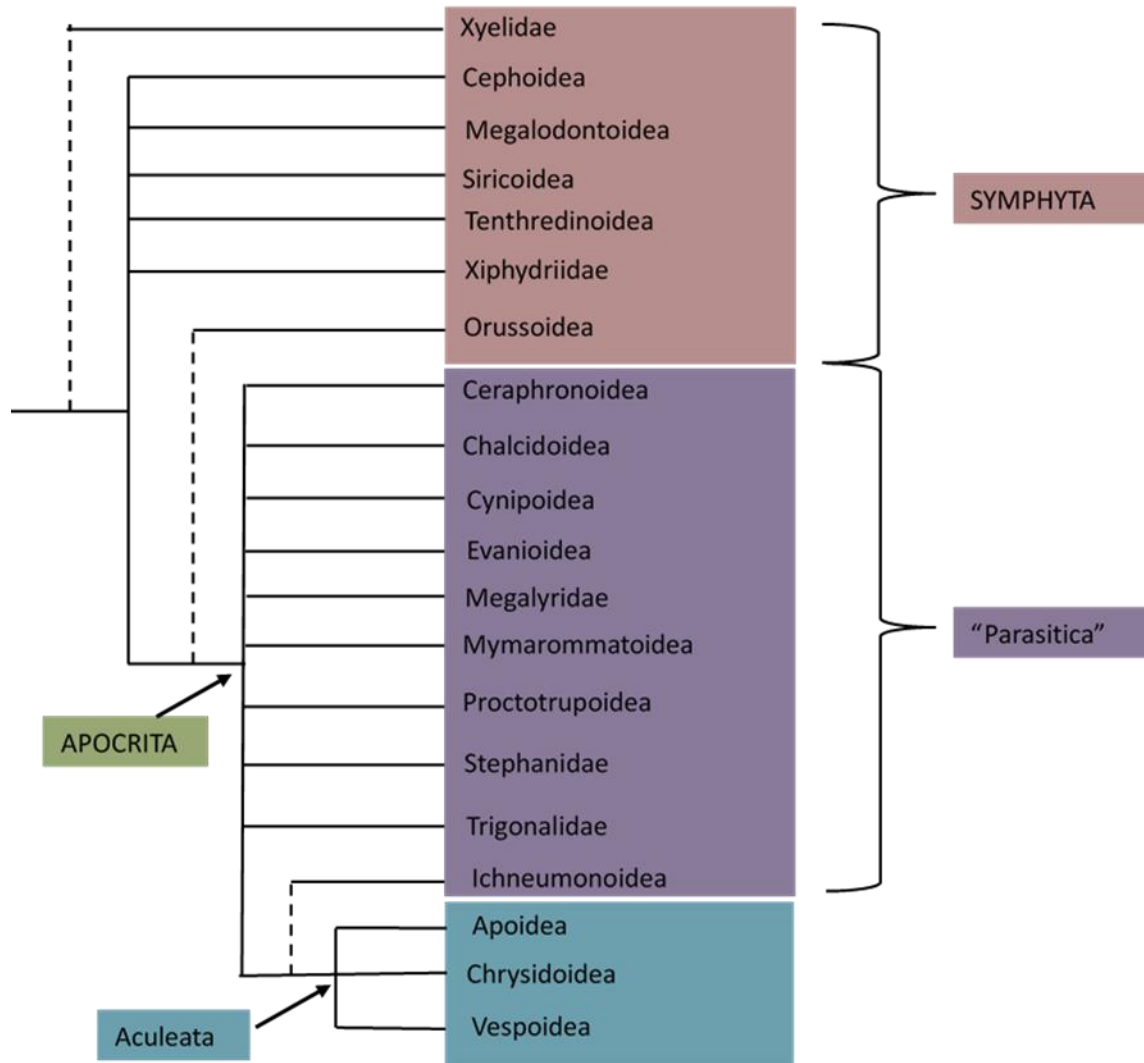 Xyelidae
Cephoidea
Megalodontoidea
Siricoidea
Tenthredinoidea
Xiphydriidae
Orussoidea
SYMPHYTA
Ceraphronoidea
Chalcidoidea
Cynipoidea
Evanioidea
Megalyridae
Mymarommatoidea
Proctotrupoidea
Stephanidae
Trigonalidae
Ichneumonoidea
“Parasitica”
APOCRITA
Apoidea
Chrysidoidea
Vespoidea
Aculeata